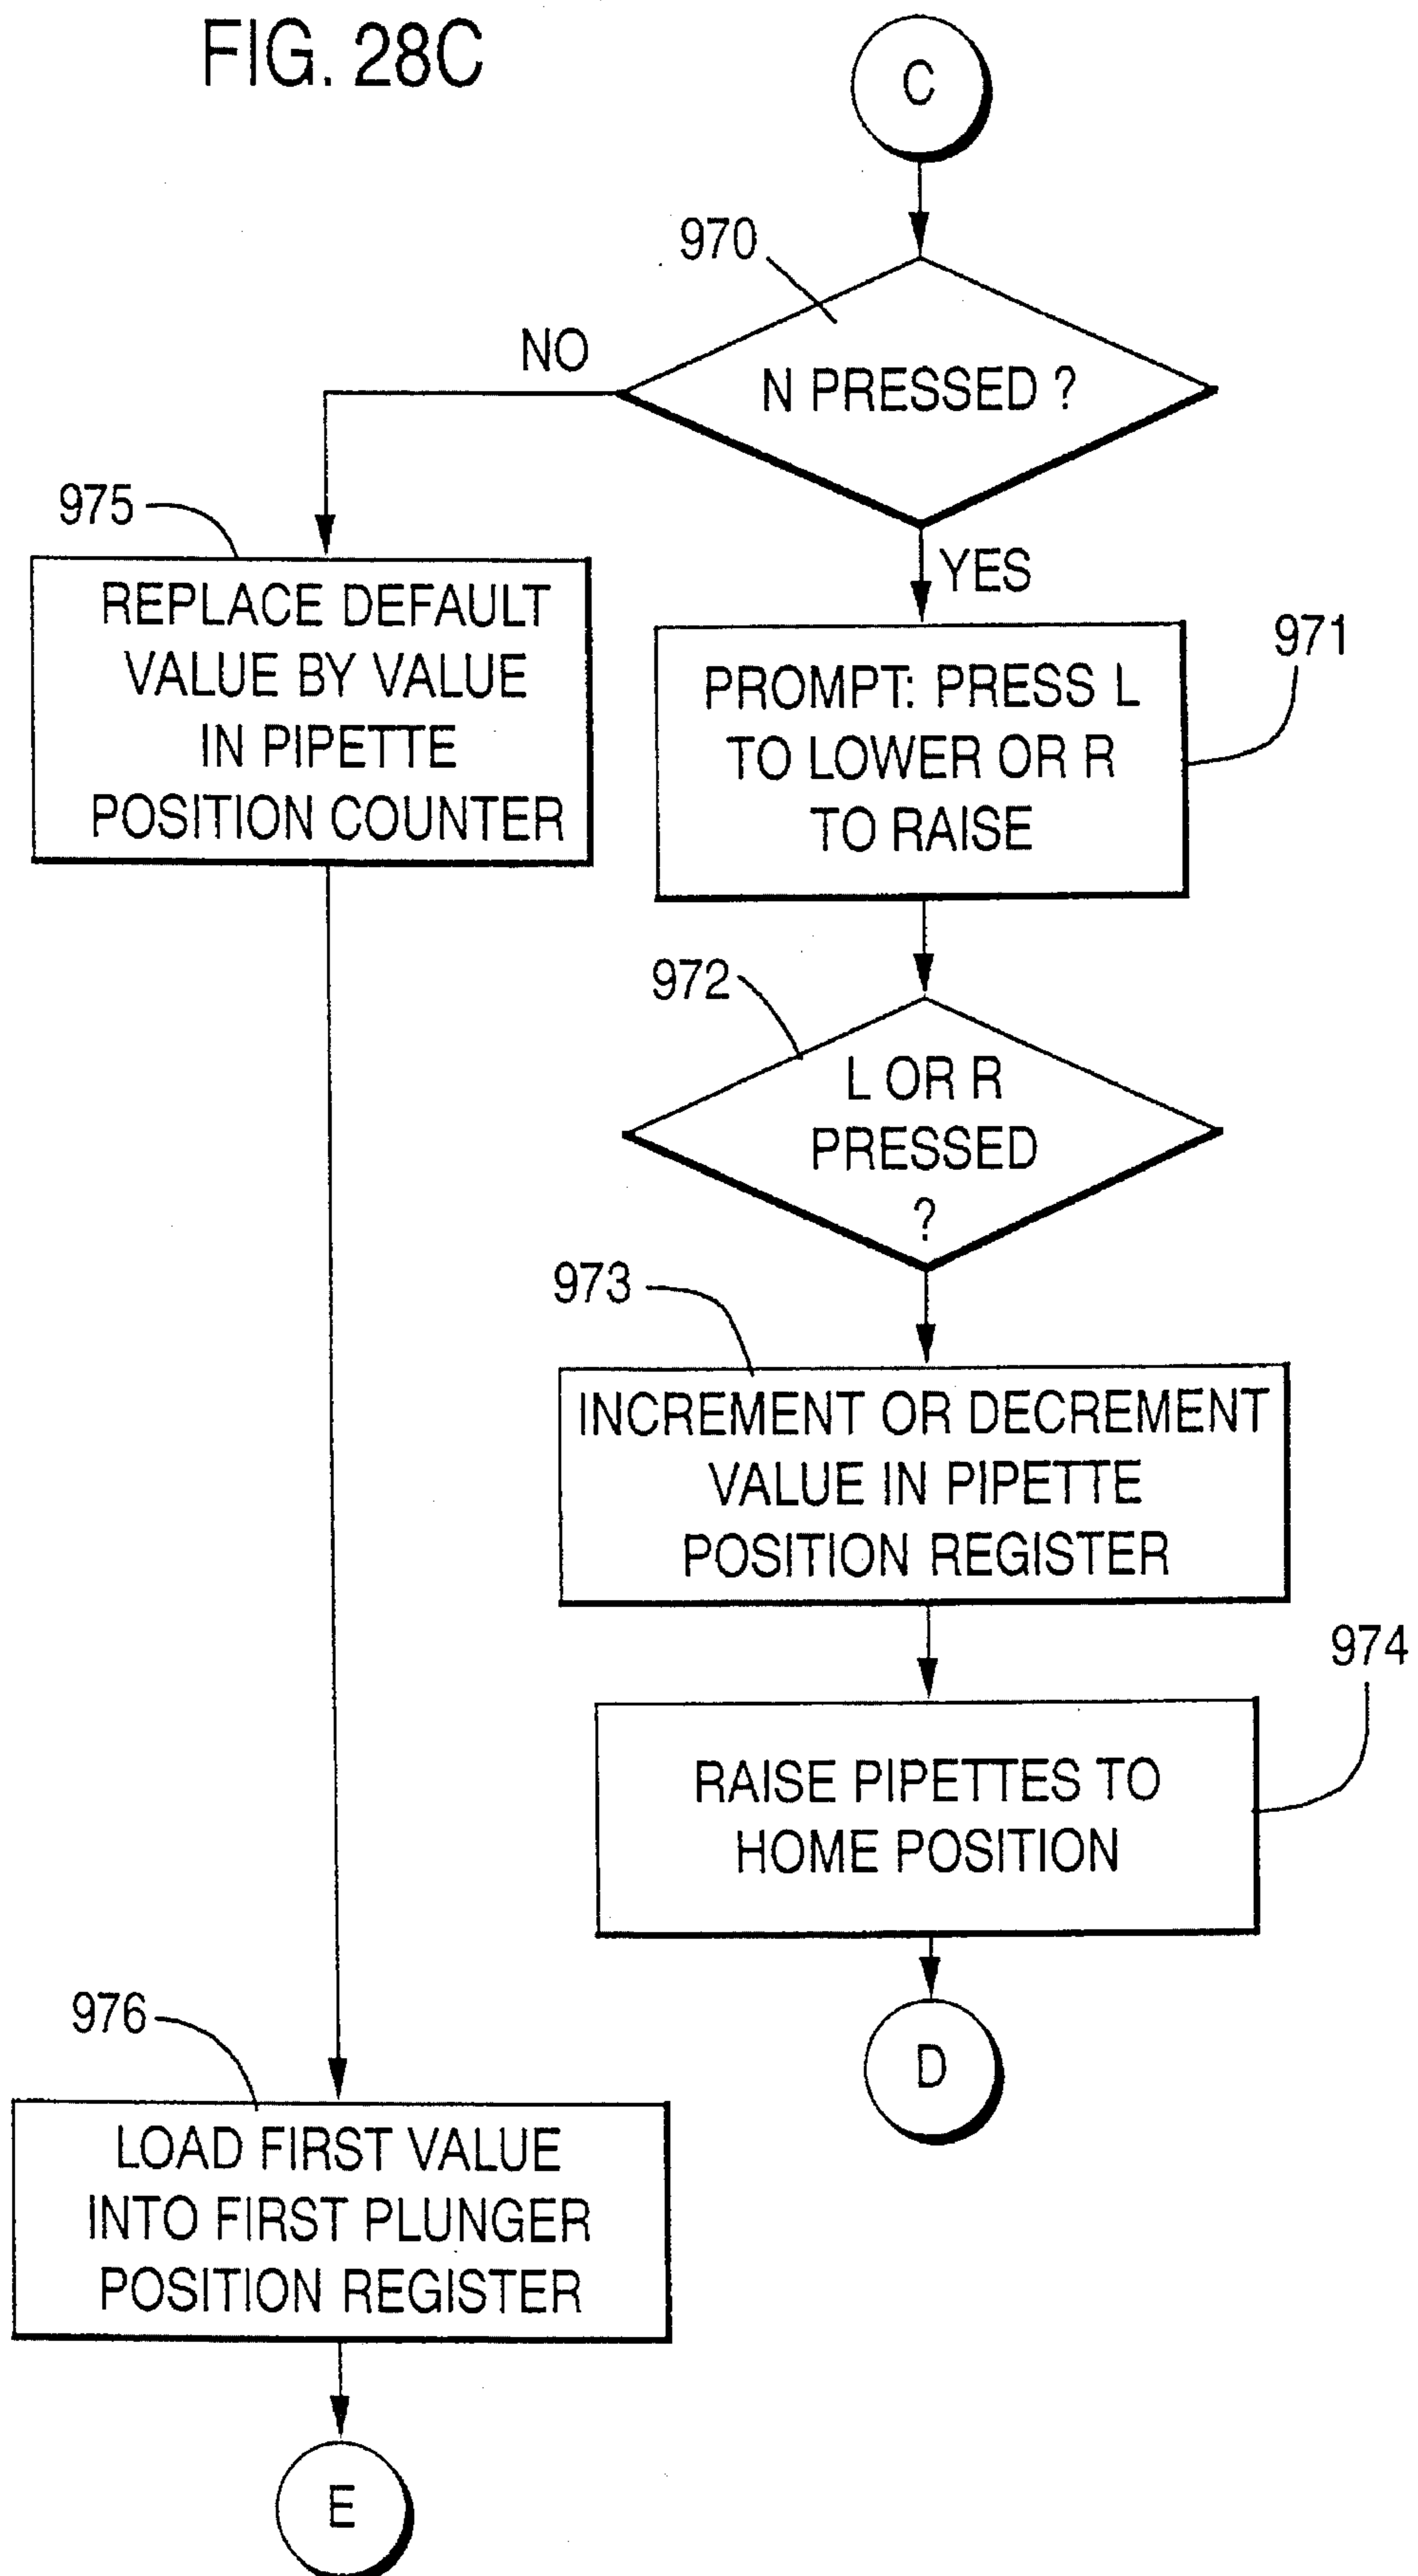 FIG. 28C
C
970
N PRESSED ?
NO
YES
975
REPLACE DEFAULT
VALUE BY VALUE
IN PIPETTE
POSITION COUNTER
971
PROMPT: PRESS L
TO LOWER OR R
TO RAISE
972
L OR R
PRESSED
?
973
INCREMENT OR DECREMENT
VALUE IN PIPETTE
POSITION REGISTER
974
RAISE PIPETTES TO
HOME POSITION
D
976
LOAD FIRST VALUE
INTO FIRST PLUNGER
POSITION REGISTER
E